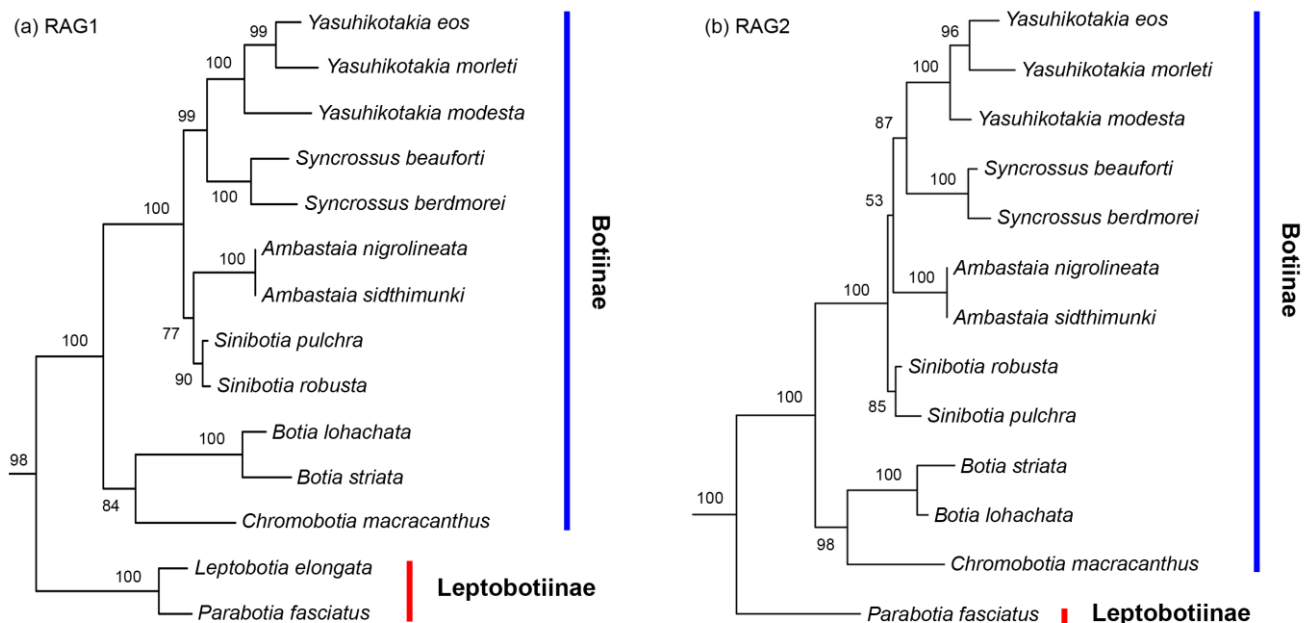 (a) RAG1
99
Yasuhikotakia eos
Yasuhikotakia morleti
100
Yasuhikotakia modesta
99
Syncrossus beauforti
100
Syncrossus berdmorei
100
Ambastaia nigrolineata
100
Ambastaia sidthimunki
77
Sinibotia pulchra
90
Sinibotia robusta
100
Botia lohachata
100
Botia striata
84
Chromobotia macracanthus
98
Leptobotia elongata
100
Parabotia fasciatus
Botiinae
Leptobotiinae
(b) RAG2
96
Yasuhikotakia eos
Yasuhikotakia morleti
100
Yasuhikotakia modesta
87
Syncrossus beauforti
100
Syncrossus berdmorei
53
Ambastaia nigrolineata
100
Ambastaia sidthimunki
100
Sinibotia robusta
85
Sinibotia pulchra
100
Botia striata
100
Botia lohachata
98
Chromobotia macracanthus
100
Parabotia fasciatus
Botiinae
Leptobotiinae